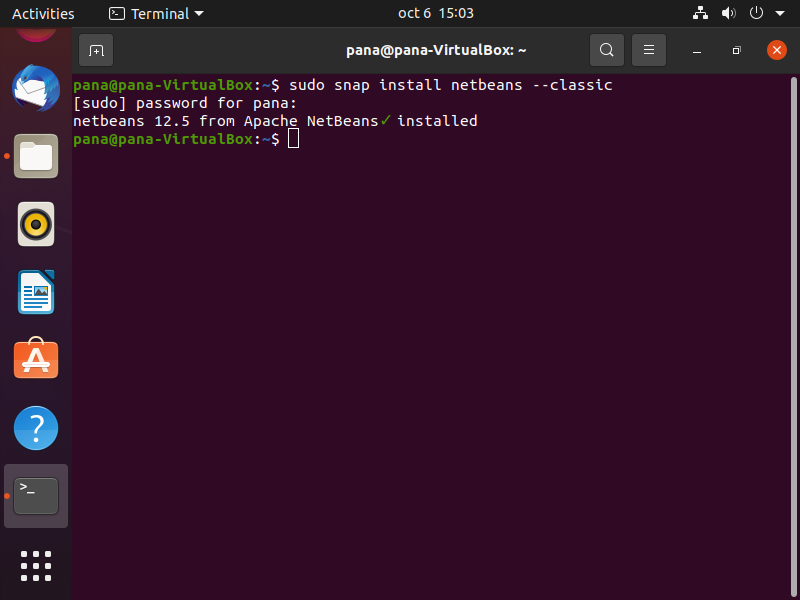 Activities
Terminal
oct 6 15:03
pana@pana-VirtualBox: ~
pana@pana-VirtualBox:~$ sudo snap install netbeans --classic
[sudo] password for pana:
netbeans 12.5 from Apache NetBeans✓ installed
pana@pana-VirtualBox:~$
>_